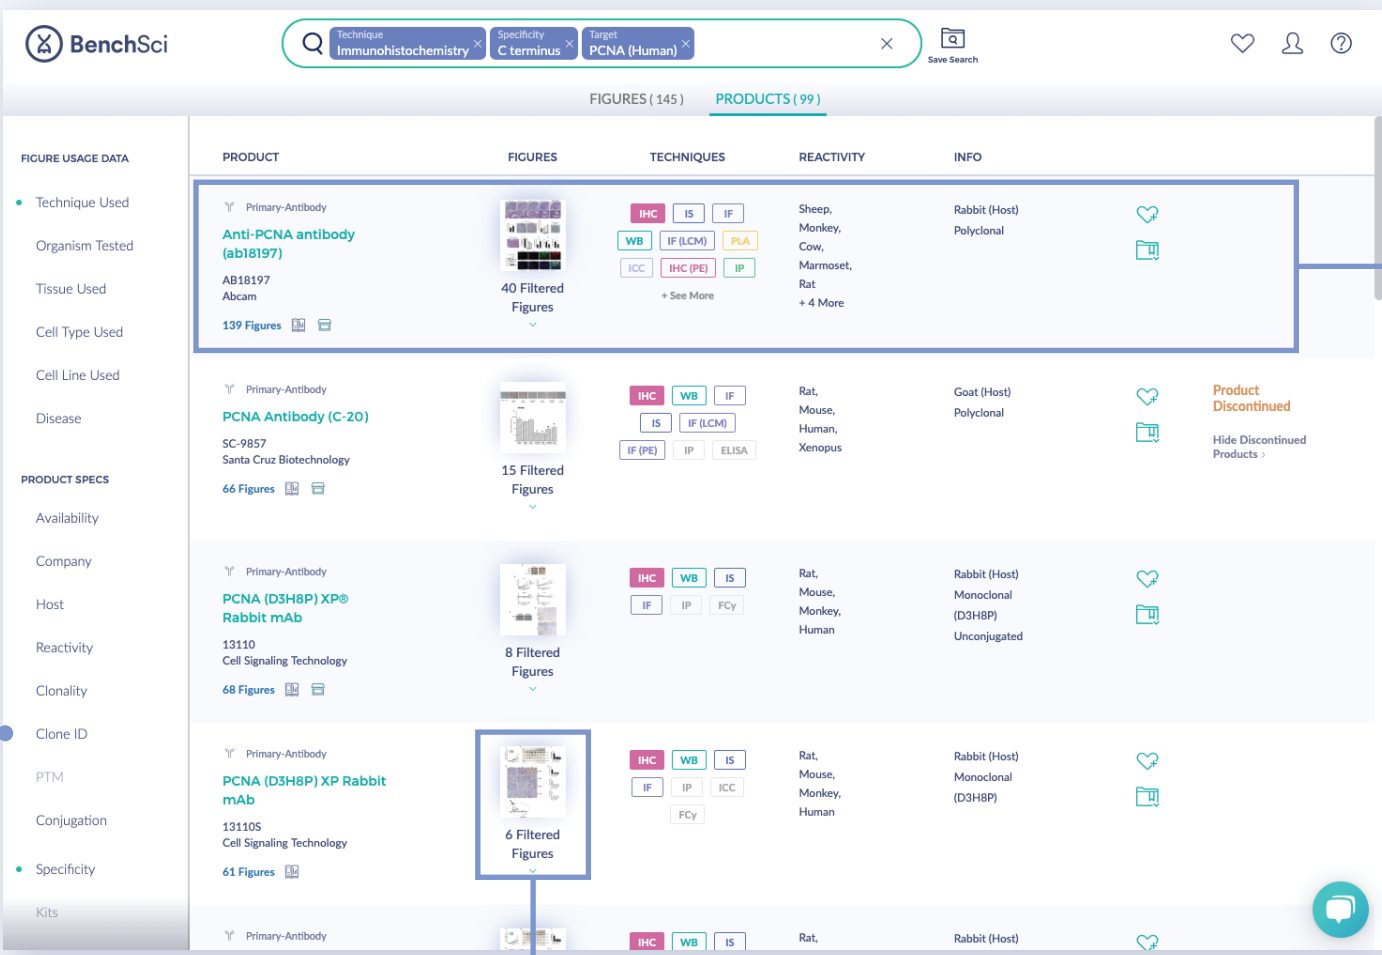 BenchSci
Technique
Immunohistochemistry ×
Specificity
C terminus ×
Target
PCNA (Human) ×
Save Search
FIGURES ( 145 )
PRODUCTS ( 99 )
FIGURE USAGE DATA
Technique Used
Organism Tested
Tissue Used
Cell Type Used
Cell Line Used
Disease
PRODUCT SPECS
Availability
Company
Host
Reactivity
Clonality
Clone ID
PTM
Conjugation
Specificity
Kits
PRODUCT
FIGURES
TECHNIQUES
REACTIVITY
INFO
Primary-Antibody
Anti-PCNA antibody
(ab18197)
AB18197
Abcam
139 Figures
40 Filtered
Figures
IHC IS IF
WB IF (LCM) PLA
ICC IHC (PE) IP
+ See More
Sheep,
Monkey,
Cow,
Marmoset,
Rat
+ 4 More
Rabbit (Host)
Polyclonal
Primary-Antibody
PCNA Antibody (C-20)
SC-9857
Santa Cruz Biotechnology
66 Figures
15 Filtered
Figures
IHC WB IF
IS IF (LCM)
IF (PE) IP ELISA
Rat,
Mouse,
Human,
Xenopus
Goat (Host)
Polyclonal
Product
Discontinued
Hide Discontinued
Products ›
Primary-Antibody
PCNA (D3H8P) XP®
Rabbit mAb
13110
Cell Signaling Technology
68 Figures
8 Filtered
Figures
IHC WB IS
IF IP FCy
Rat,
Mouse,
Monkey,
Human
Rabbit (Host)
Monoclonal
(D3H8P)
Unconjugated
Primary-Antibody
PCNA (D3H8P) XP Rabbit
mAb
13110S
Cell Signaling Technology
61 Figures
6 Filtered
Figures
IHC WB IS
IF IP ICC
FCy
Rat,
Mouse,
Monkey,
Human
Rabbit (Host)
Monoclonal
(D3H8P)
Primary-Antibody
IHC WB IS
Rat,
Rabbit (Host)